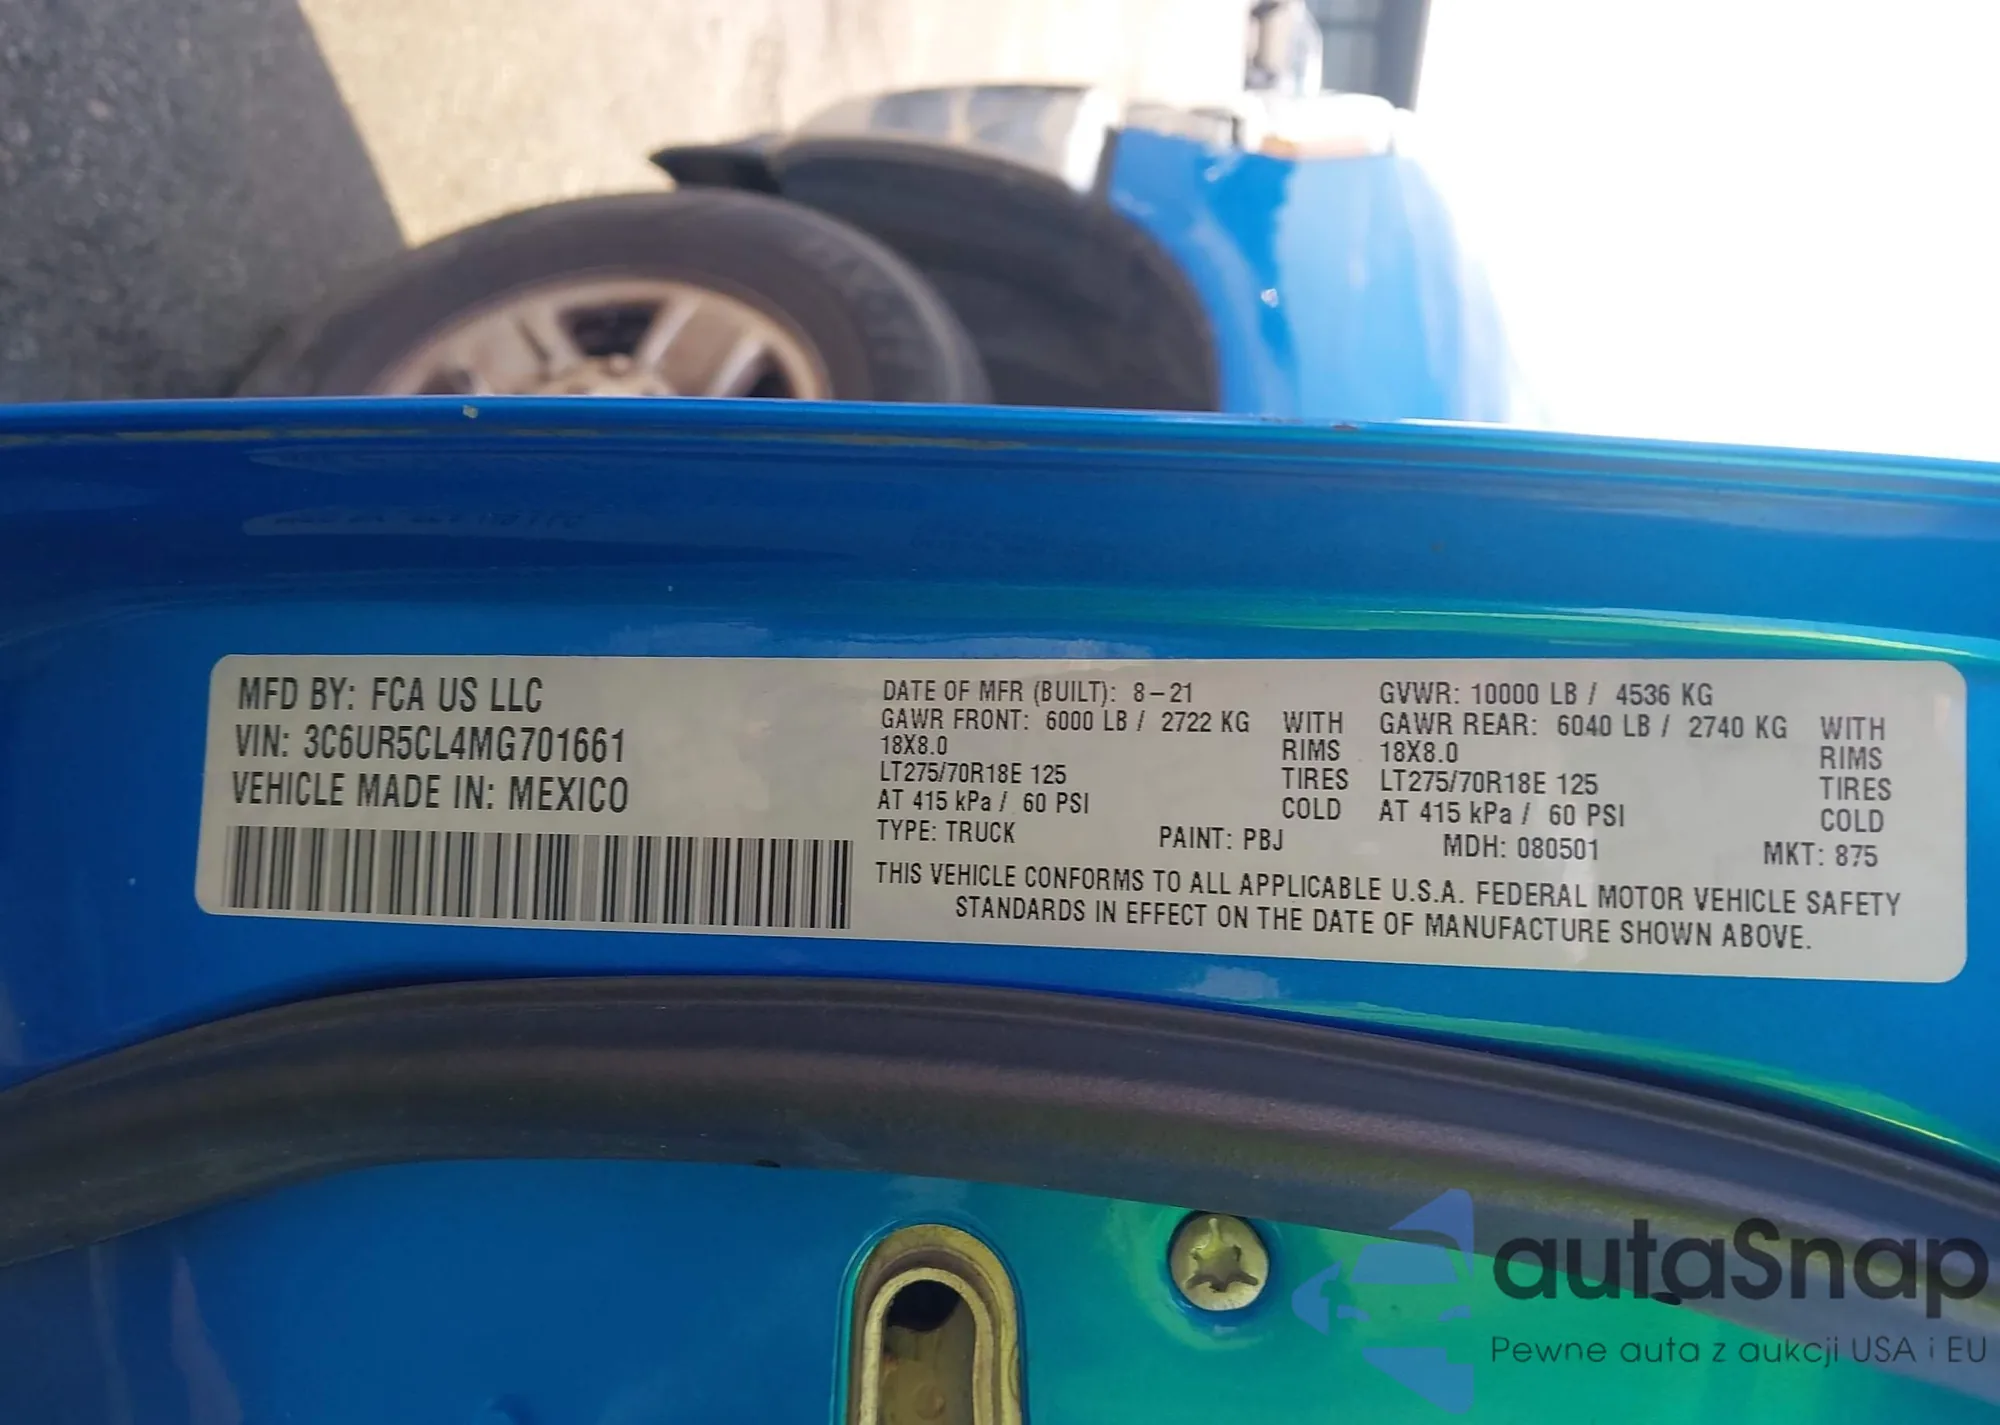 MFD BY: FCA US LLC
VIN: 3C6UR5CL4MG701661
VEHICLE MADE IN: MEXICO
DATE OF MFR (BUILT): 8-21 GVWR: 10000 LB / 4536 KG
GAWR FRONT: 6000 LB / 2722 KG WITH GAWR REAR: 6040 LB / 2740 KG WITH
18X8.0 RIMS 18X8.0 RIMS
LT275/70R18E 125 TIRES LT275/70R18E 125 TIRES
AT 415 kPa / 60 PSI COLD AT 415 kPa / 60 PSI COLD
TYPE: TRUCK PAINT: PBJ MDH: 080501 MKT: 875
THIS VEHICLE CONFORMS TO ALL APPLICABLE U.S.A. FEDERAL MOTOR VEHICLE SAFETY
STANDARDS IN EFFECT ON THE DATE OF MANUFACTURE SHOWN ABOVE.
autaSnap
Pewne auta z aukcji USA i EU